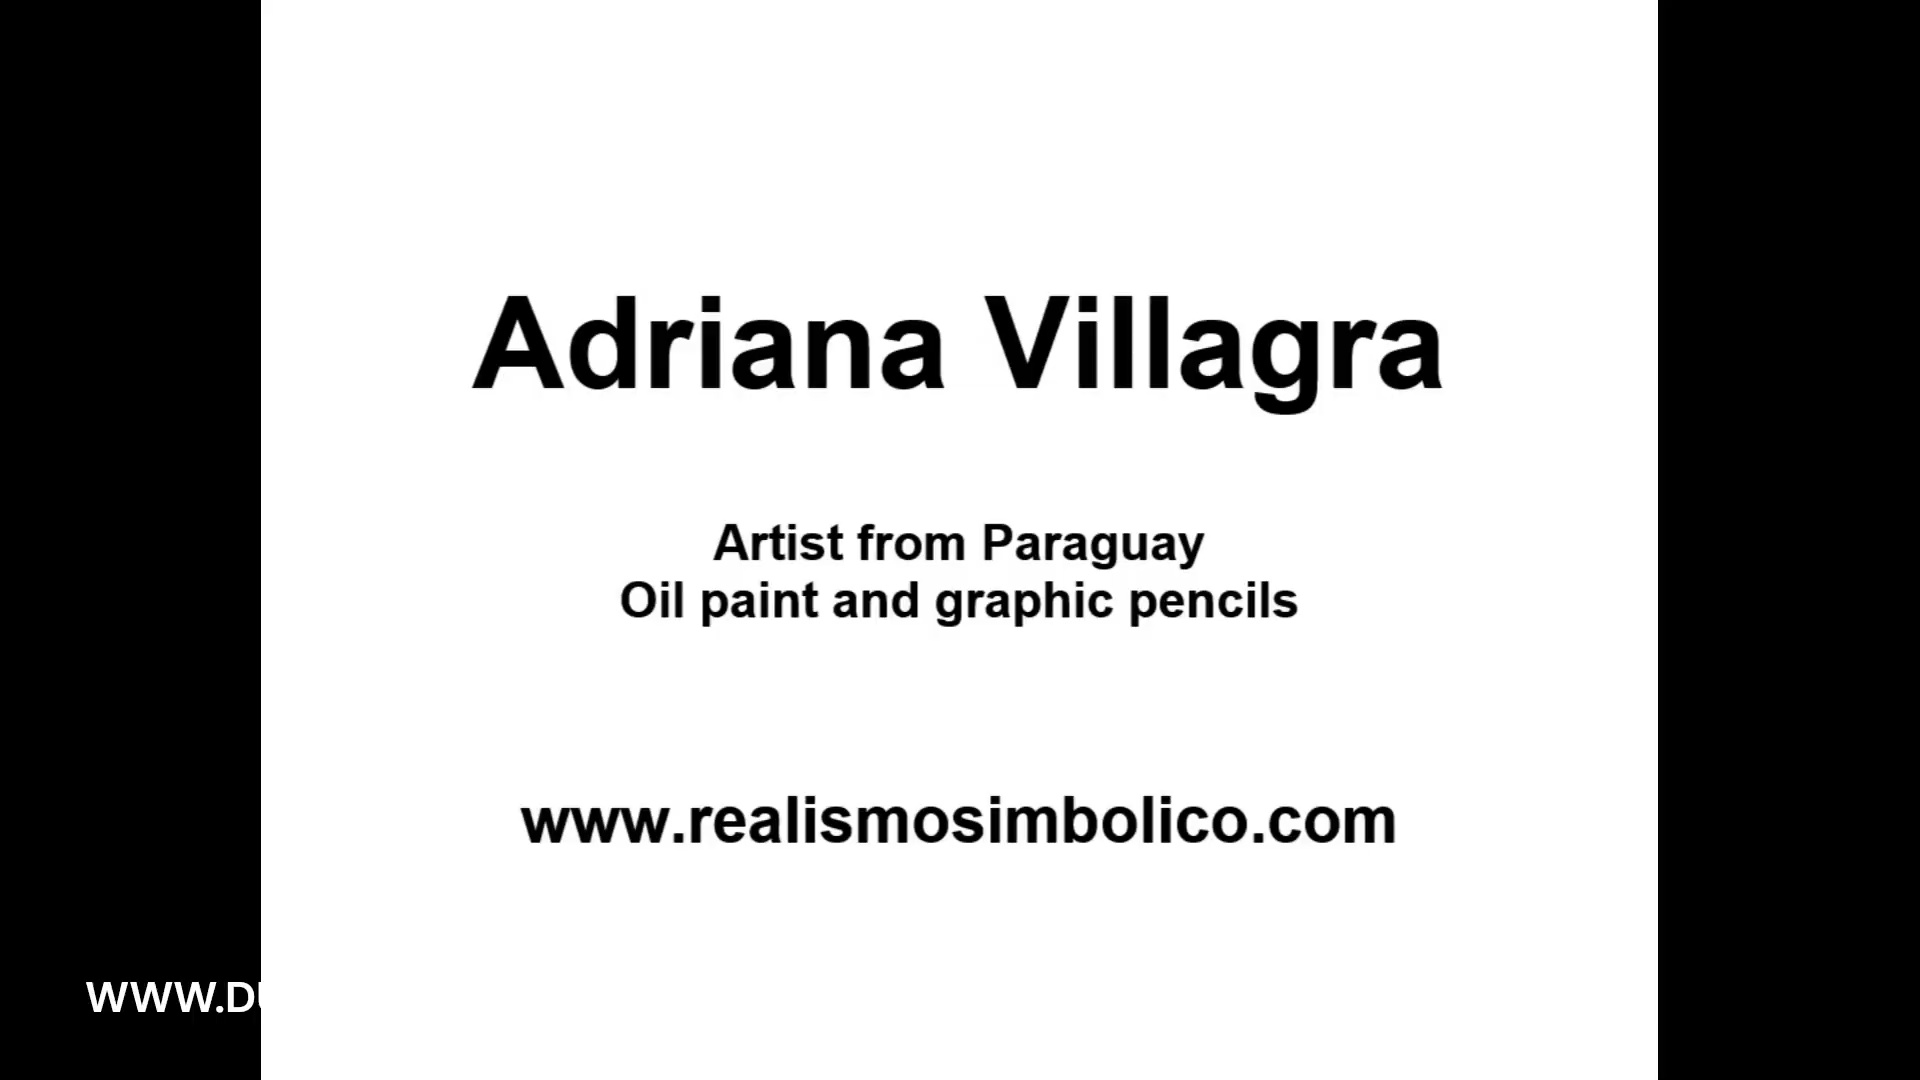 Adriana Villagra
Artist from Paraguay
Oil paint and graphic pencils
www.realismosimbolico.com